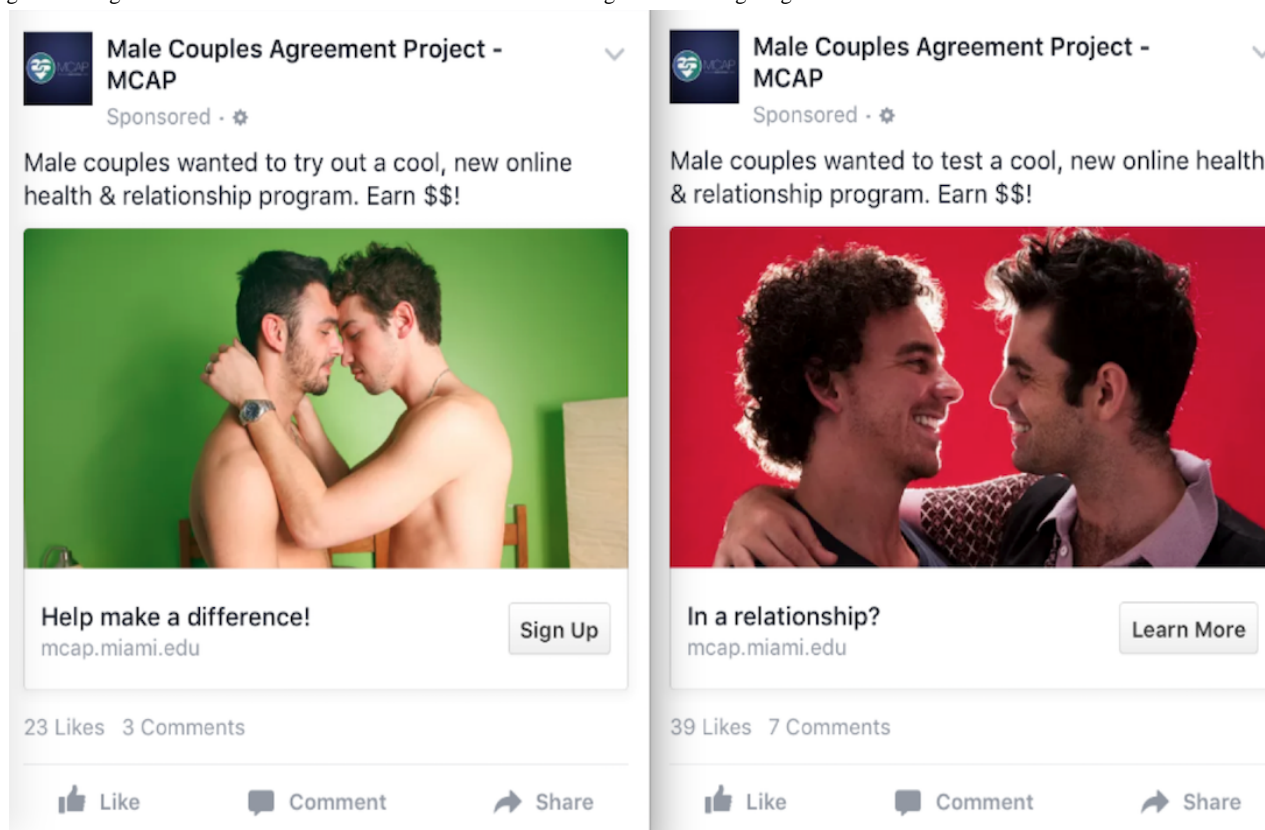 Male Couples Agreement Project -
MCAP
Sponsored ·
Male couples wanted to try out a cool, new online
health & relationship program. Earn $$!
Help make a difference!
mcap.miami.edu
Sign Up
23 Likes 3 Comments
Like Comment Share
Male Couples Agreement Project -
MCAP
Sponsored ·
Male couples wanted to test a cool, new online health
& relationship program. Earn $$!
In a relationship?
mcap.miami.edu
Learn More
39 Likes 7 Comments
Like Comment Share